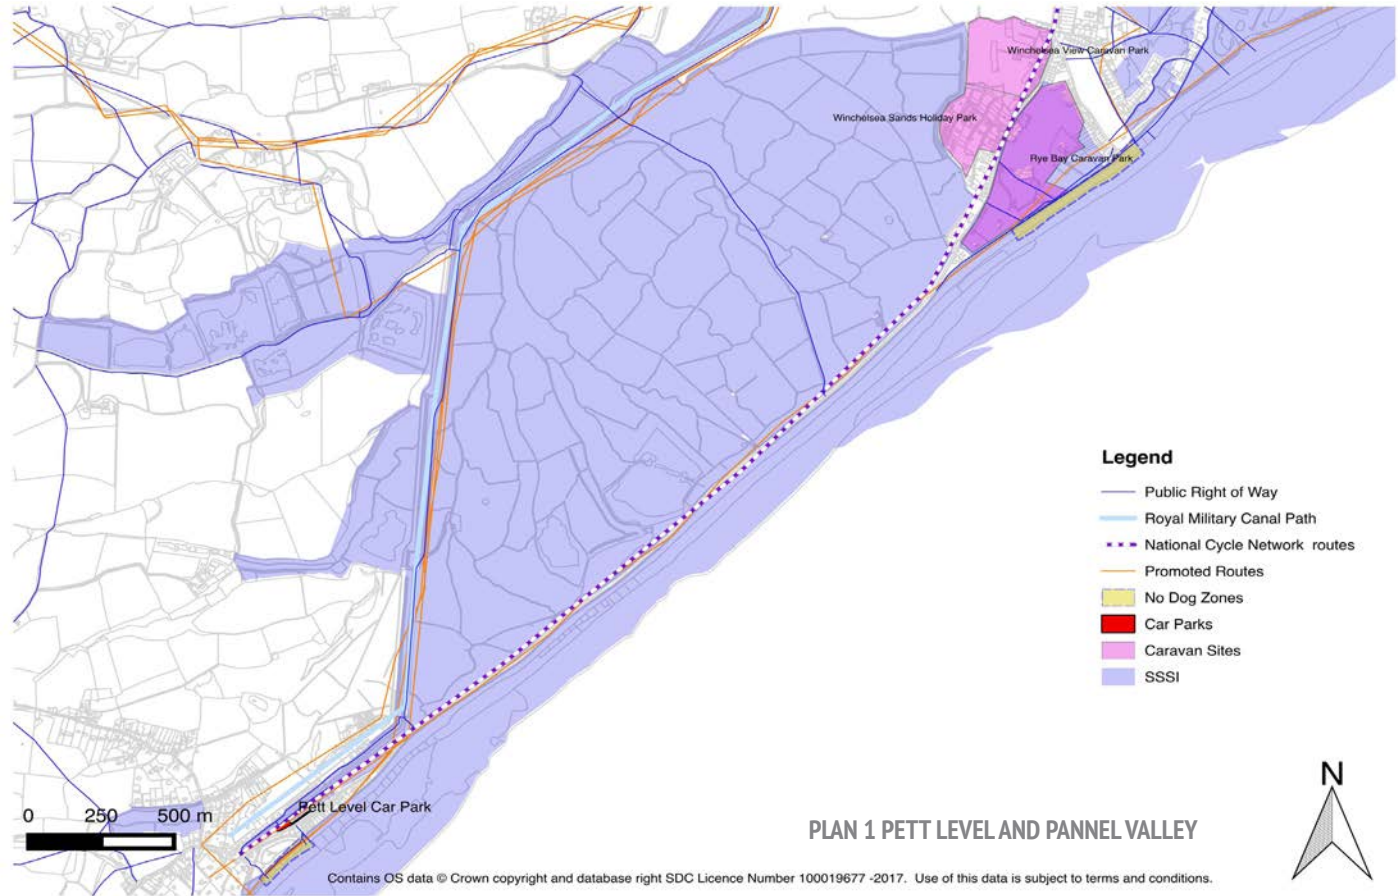 Winchelsea View Caravan Park
Winchelsea Sands Holiday Park
Rye Bay Caravan Park
Legend
Public Right of Way
Royal Military Canal Path
National Cycle Network routes
Promoted Routes
No Dog Zones
Car Parks
Caravan Sites
SSSI
N
0 250 500 m
Pett Level Car Park
PLAN 1 PETT LEVEL AND PANNEL VALLEY
Contains OS data © Crown copyright and database right SDC Licence Number 100019677 -2017. Use of this data is subject to terms and conditions.